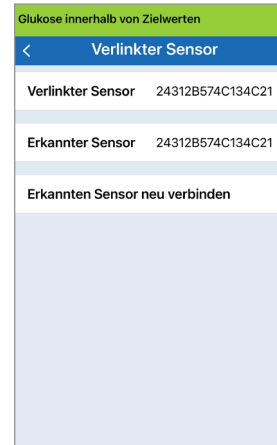 Glukose innerhalb von Zielwerten
Verlinkter Sensor
Verlinkter Sensor 24312B574C134C21
Erkannter Sensor 24312B574C134C21
Erkannten Sensor neu verbinden